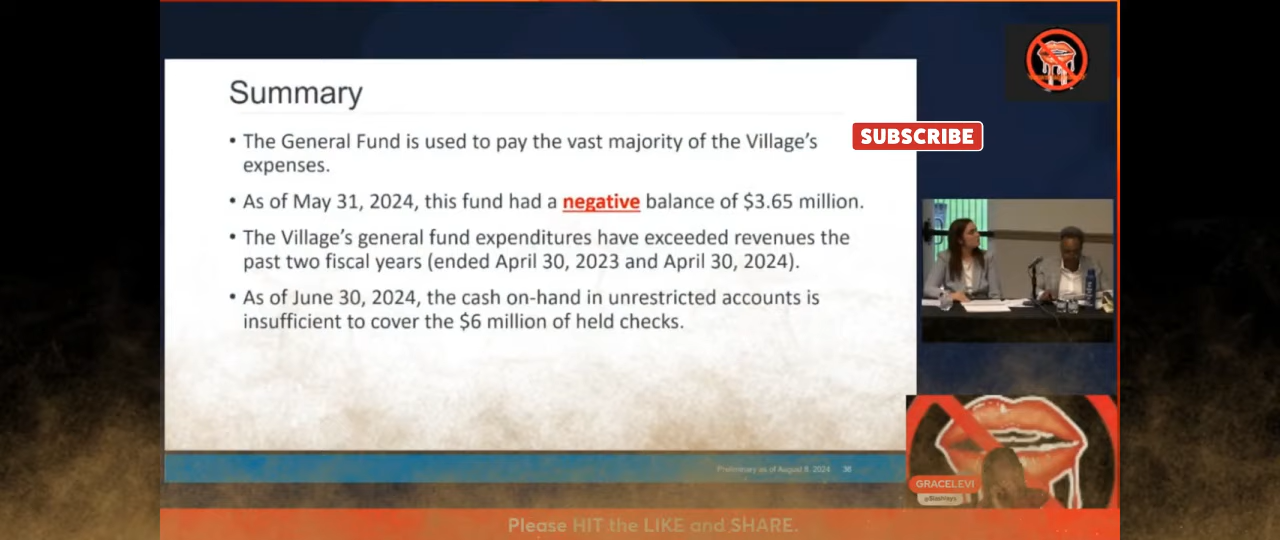 Summary
• The General Fund is used to pay the vast majority of the Village's
expenses.
• As of May 31, 2024, this fund had a negative balance of $3.65 million.
• The Village's general fund expenditures have exceeded revenues the
past two fiscal years (ended April 30, 2023 and April 30, 2024).
• As of June 30, 2024, the cash on-hand in unrestricted accounts is
insufficient to cover the $6 million of held checks.
Preliminary as of August 8, 2024 36
SUBSCRIBE
GRACELEVI
Please HIT the LIKE and SHARE.